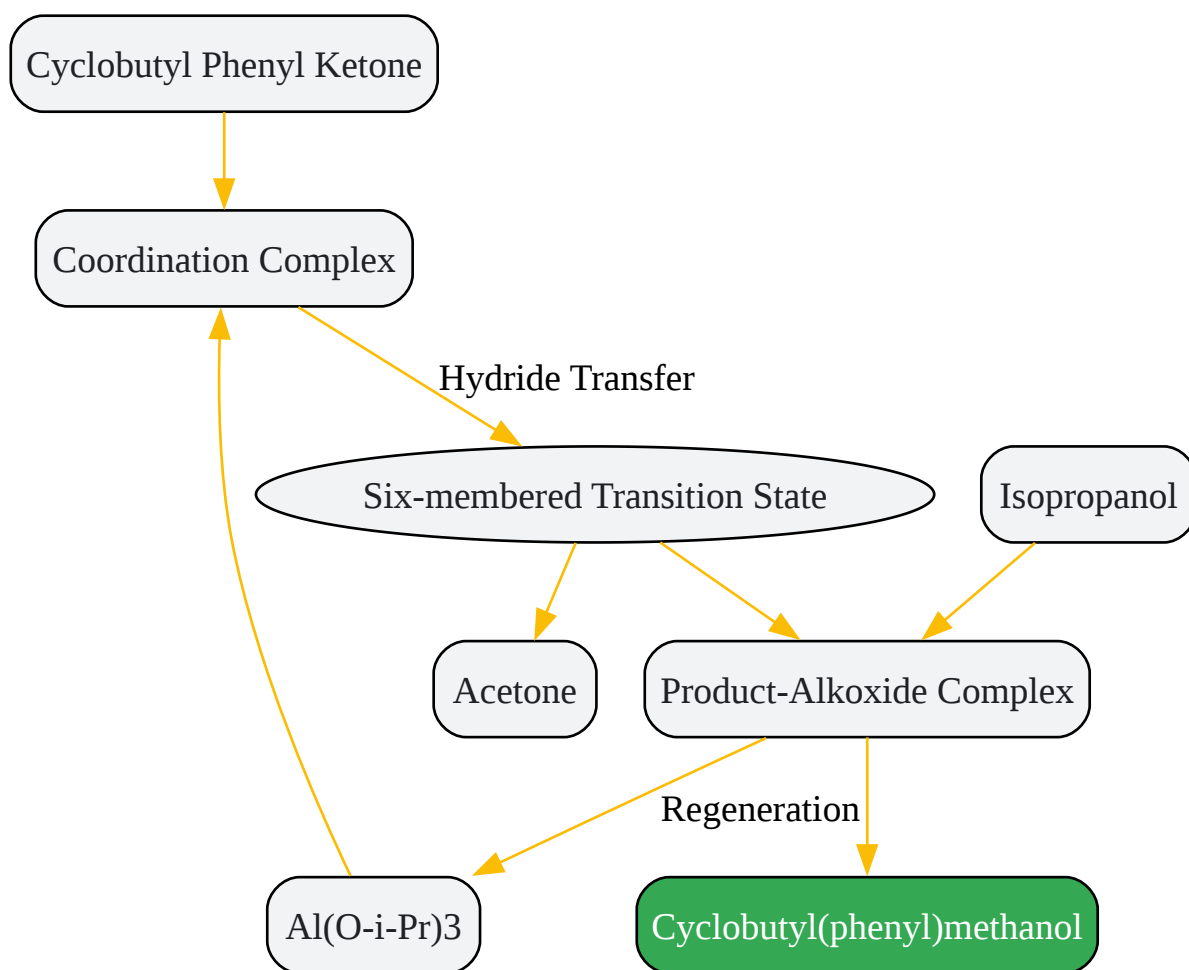 Cyclobutyl Phenyl Ketone
Coordination Complex
Hydride Transfer
Six-membered Transition State
Isopropanol
Acetone
Product-Alkoxide Complex
Regeneration
Al(O-i-Pr)3
Cyclobutyl(phenyl)methanol